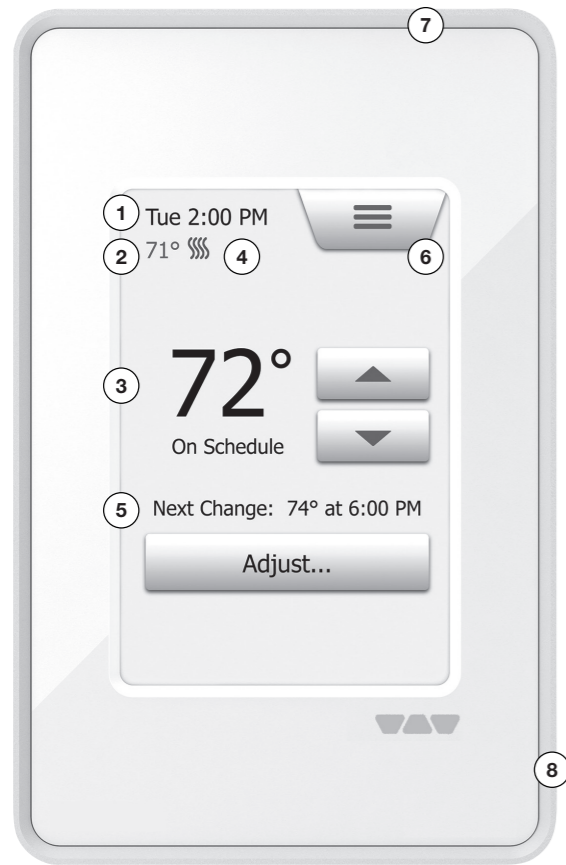 7
1 Tue 2:00 PM
2 71° 4 6
3 72°
On Schedule
5 Next Change: 74° at 6:00 PM
Adjust...
8